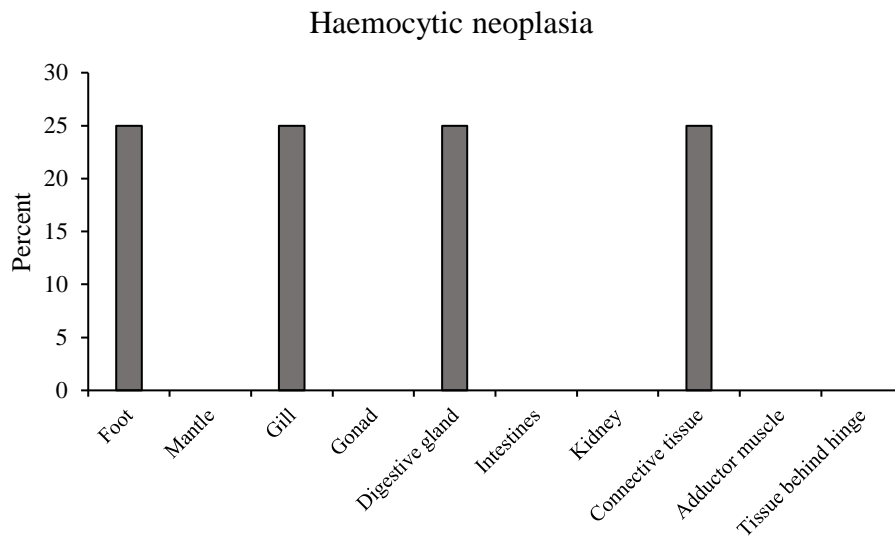 Haemocytic neoplasia
Percent
30
25
20
15
10
5
0
Foot
Mantle
Gill
Gonad
Digestive gland
Intestines
Kidney
Connective tissue
Adductor muscle
Tissue behind hinge